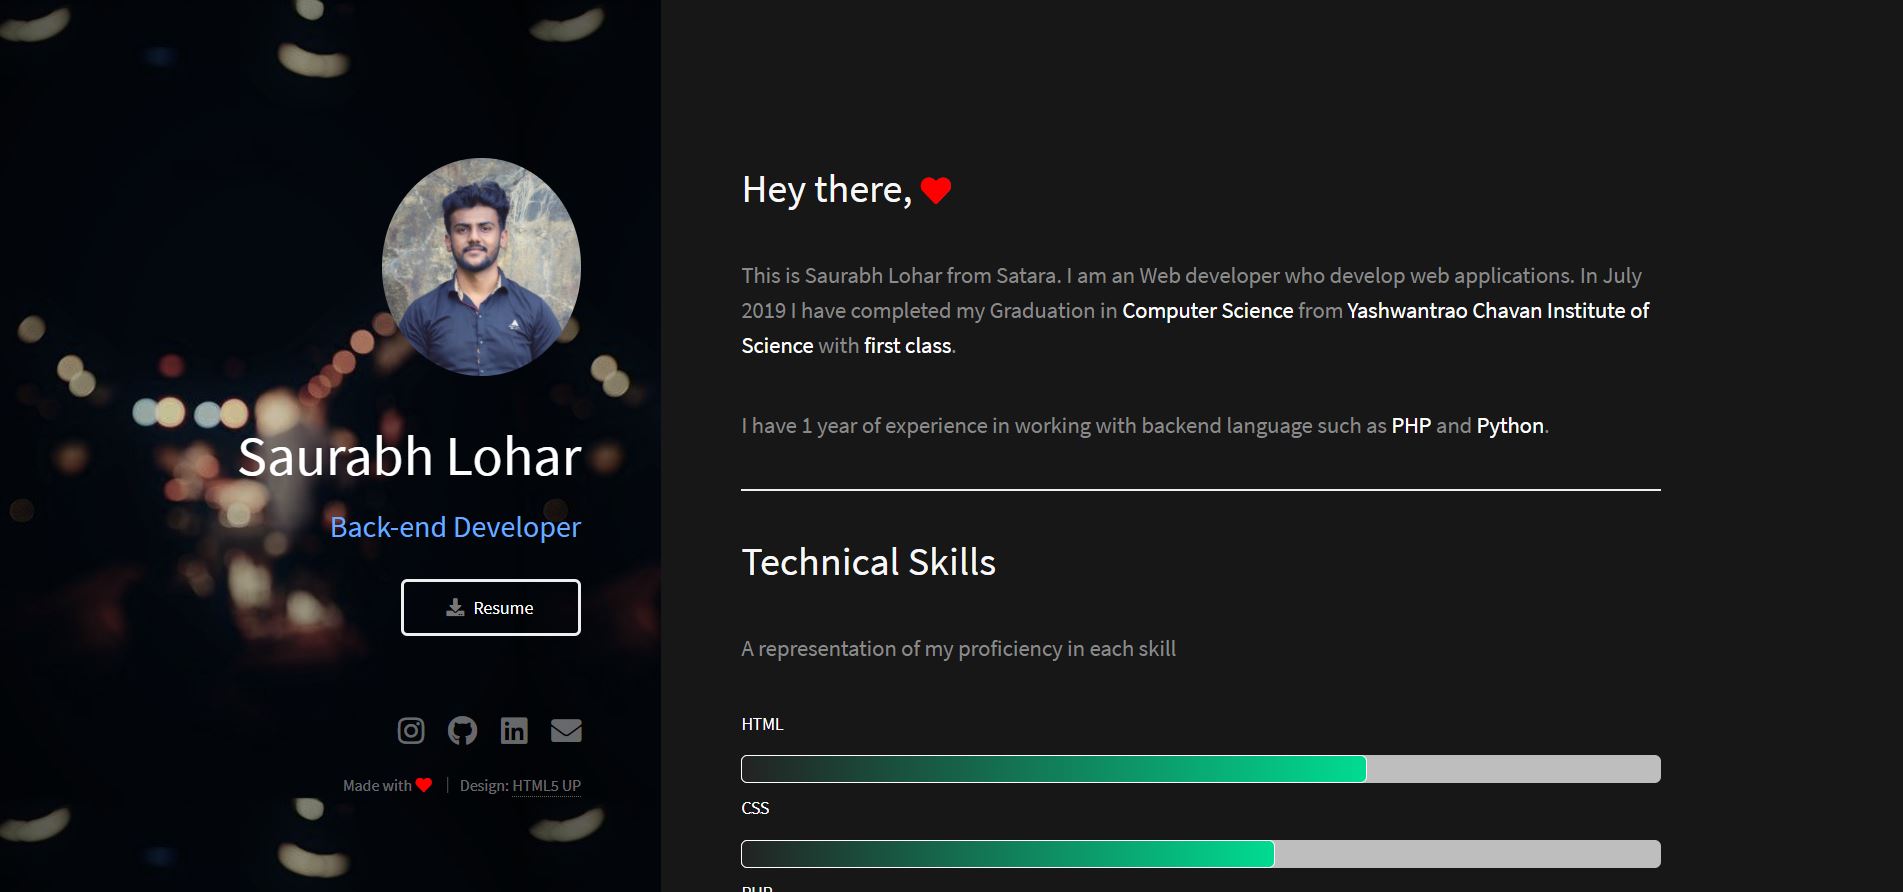 Saurabh Lohar
Back-end Developer
Resume
Made with
Design: HTML5 UP
Hey there,
This is Saurabh Lohar from Satara. I am an Web developer who develop web applications. In July
2019 I have completed my Graduation in Computer Science from Yashwantrao Chavan Institute of
Science with first class.
I have 1 year of experience in working with backend language such as PHP and Python.
Technical Skills
A representation of my proficiency in each skill
HTML
CSS
PHP